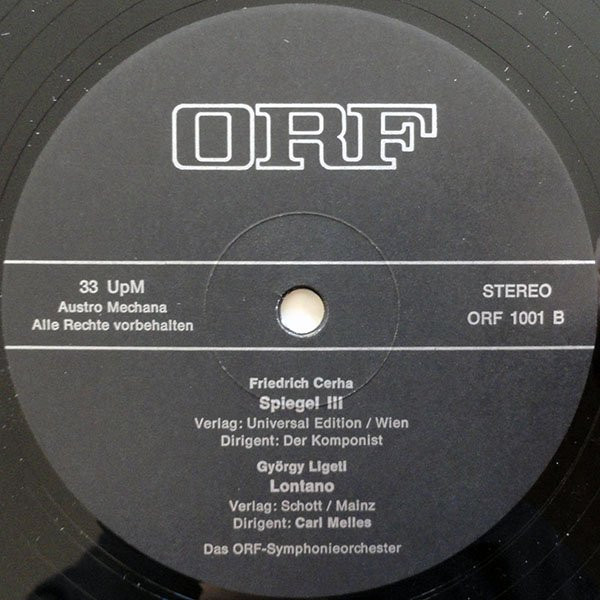 ORF
33 UpM
Austro Mechana
Alle Rechte vorbehalten
STEREO
ORF 1001 B
Friedrich Cerha
Spiegel III
Verlag: Universal Edition / Wien
Dirigent: Der Komponist
György Ligeti
Lontano
Verlag: Schott / Mainz
Dirigent: Carl Melles
Das ORF-Symphonieorchester